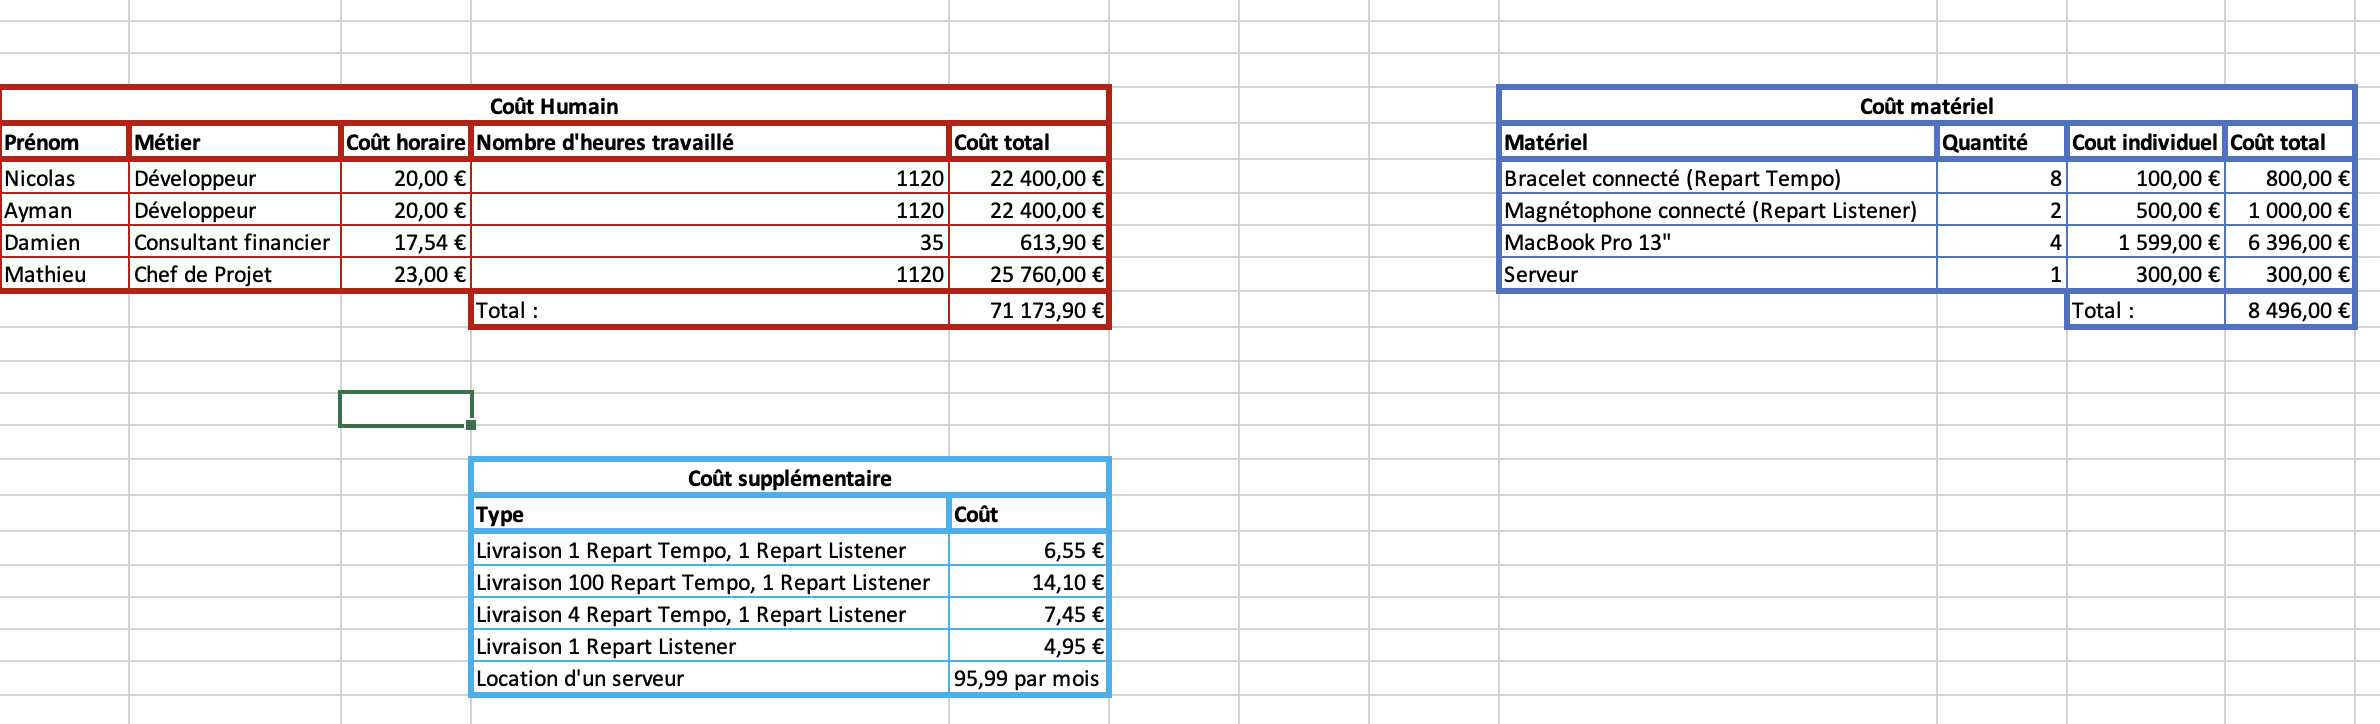 Coût Humain
Prénom Métier Coût horaire Nombre d'heures travaillé Coût total
Nicolas Développeur 20,00 € 1120 22 400,00 €
Ayman Développeur 20,00 € 1120 22 400,00 €
Damien Consultant financier 17,54 € 35 613,90 €
Mathieu Chef de Projet 23,00 € 1120 25 760,00 €
Total : 71 173,90 €
Coût matériel
Matériel Quantité Cout individuel Coût total
Bracelet connecté (Repart Tempo) 8 100,00 € 800,00 €
Magnétophone connecté (Repart Listener) 2 500,00 € 1 000,00 €
MacBook Pro 13" 4 1 599,00 € 6 396,00 €
Serveur 1 300,00 € 300,00 €
Total : 8 496,00 €
Coût supplémentaire
Type Coût
Livraison 1 Repart Tempo, 1 Repart Listener 6,55 €
Livraison 100 Repart Tempo, 1 Repart Listener 14,10 €
Livraison 4 Repart Tempo, 1 Repart Listener 7,45 €
Livraison 1 Repart Listener 4,95 €
Location d'un serveur 95,99 par mois